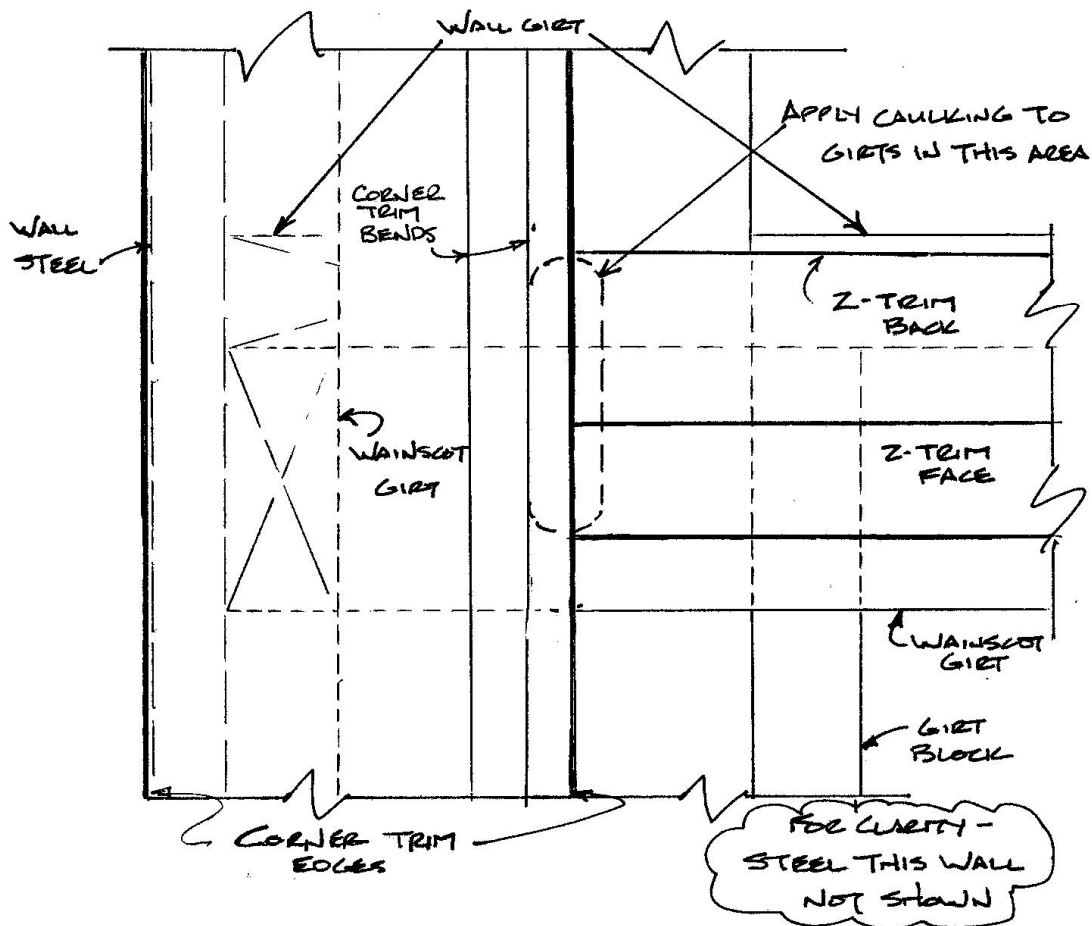 WALL GIRT
APPLY CAULKING TO
GIRTS IN THIS AREA
CORNER
TRIM
BENDS
WALL
STEEL
Z-TRIM
BACK
WAINSCOT
GIRT
Z-TRIM
FACE
WAINSCOT
GIRT
GIRT
BLOCK
CORNER TRIM
EDGES
FOR CLARITY-
STEEL THIS WALL
NOT SHOWN